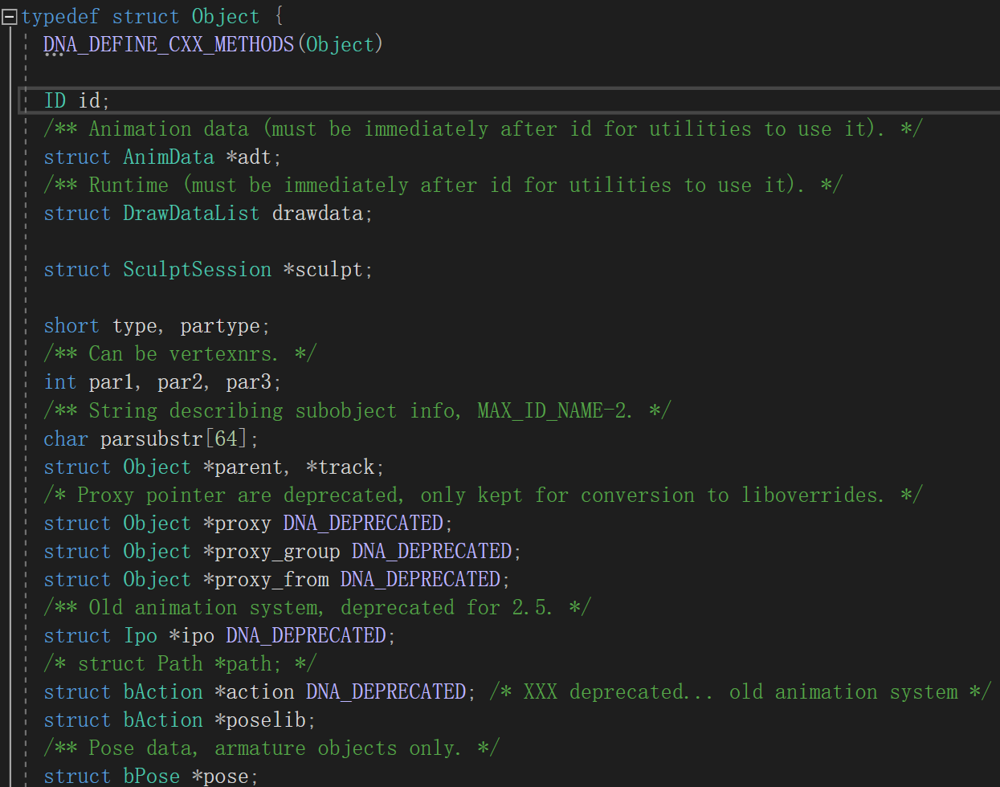 typedef struct Object {
DNA_DEFINE_CXX_METHODS(Object)
ID id;
/** Animation data (must be immediately after id for utilities to use it). */
struct AnimData *adt;
/** Runtime (must be immediately after id for utilities to use it). */
struct DrawDataList drawdata;
struct SculptSession *sculpt;
short type, partype;
/** Can be vertexnrs. */
int par1, par2, par3;
/** String describing subobject info, MAX_ID_NAME-2. */
char parsubstr[64];
struct Object *parent, *track;
/* Proxy pointer are deprecated, only kept for conversion to liboverrides. */
struct Object *proxy DNA_DEPRECATED;
struct Object *proxy_group DNA_DEPRECATED;
struct Object *proxy_from DNA_DEPRECATED;
/** Old animation system, deprecated for 2.5. */
struct Ipo *ipo DNA_DEPRECATED;
/* struct Path *path; */
struct bAction *action DNA_DEPRECATED; /* XXX deprecated... old animation system */
struct bAction *poselib;
/** Pose data, armature objects only. */
struct bPose *pose;